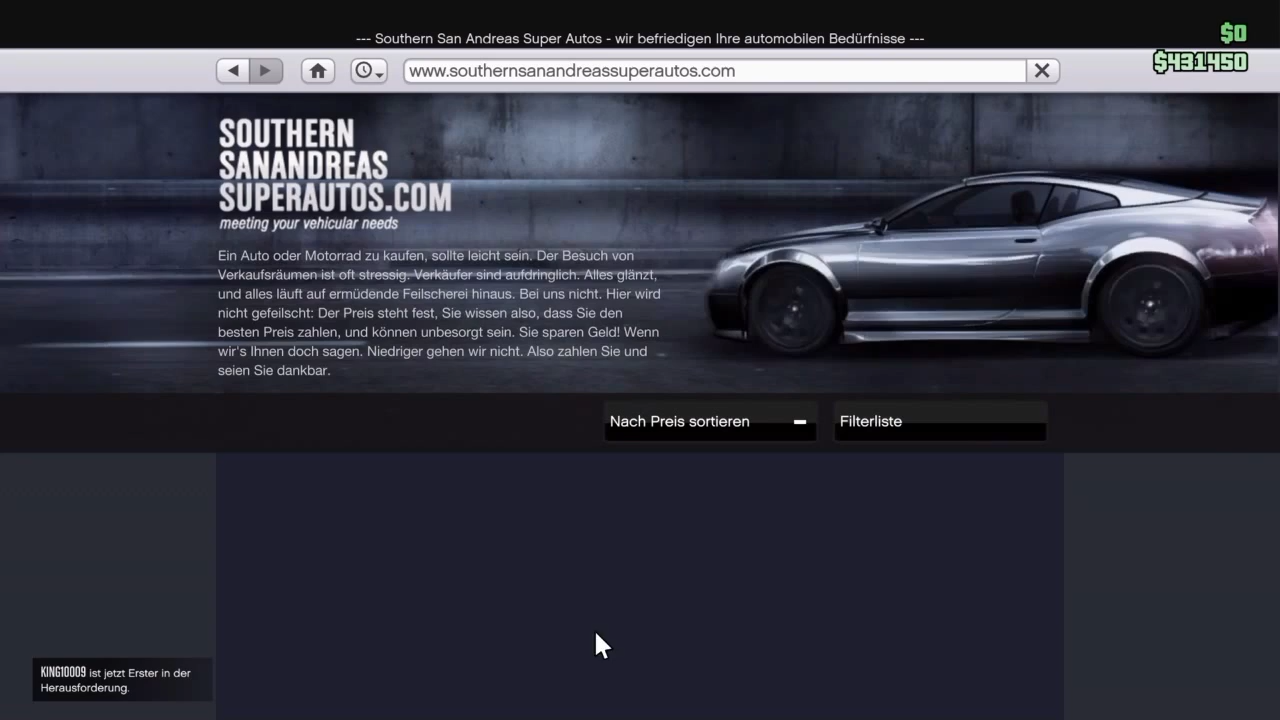 --- Southern San Andreas Super Autos - wir befriedigen Ihre automobilen Bedürfnisse ---
$0
$431450
www.southernsanandreassuperautos.com
SOUTHERN
SANANDREAS
SUPERAUTOS.COM
meeting your vehicular needs
Ein Auto oder Motorrad zu kaufen, sollte leicht sein. Der Besuch von
Verkaufsräumen ist oft stressig. Verkäufer sind aufdringlich. Alles glänzt,
und alles läuft auf ermüdende Feilscherei hinaus. Bei uns nicht. Hier wird
nicht gefeilscht: Der Preis steht fest, Sie wissen also, dass Sie den
besten Preis zahlen, und können unbesorgt sein. Sie sparen Geld! Wenn
wir's Ihnen doch sagen. Niedriger gehen wir nicht. Also zahlen Sie und
seien Sie dankbar.
Nach Preis sortieren
Filterliste
KING10009 ist jetzt Erster in der
Herausforderung.